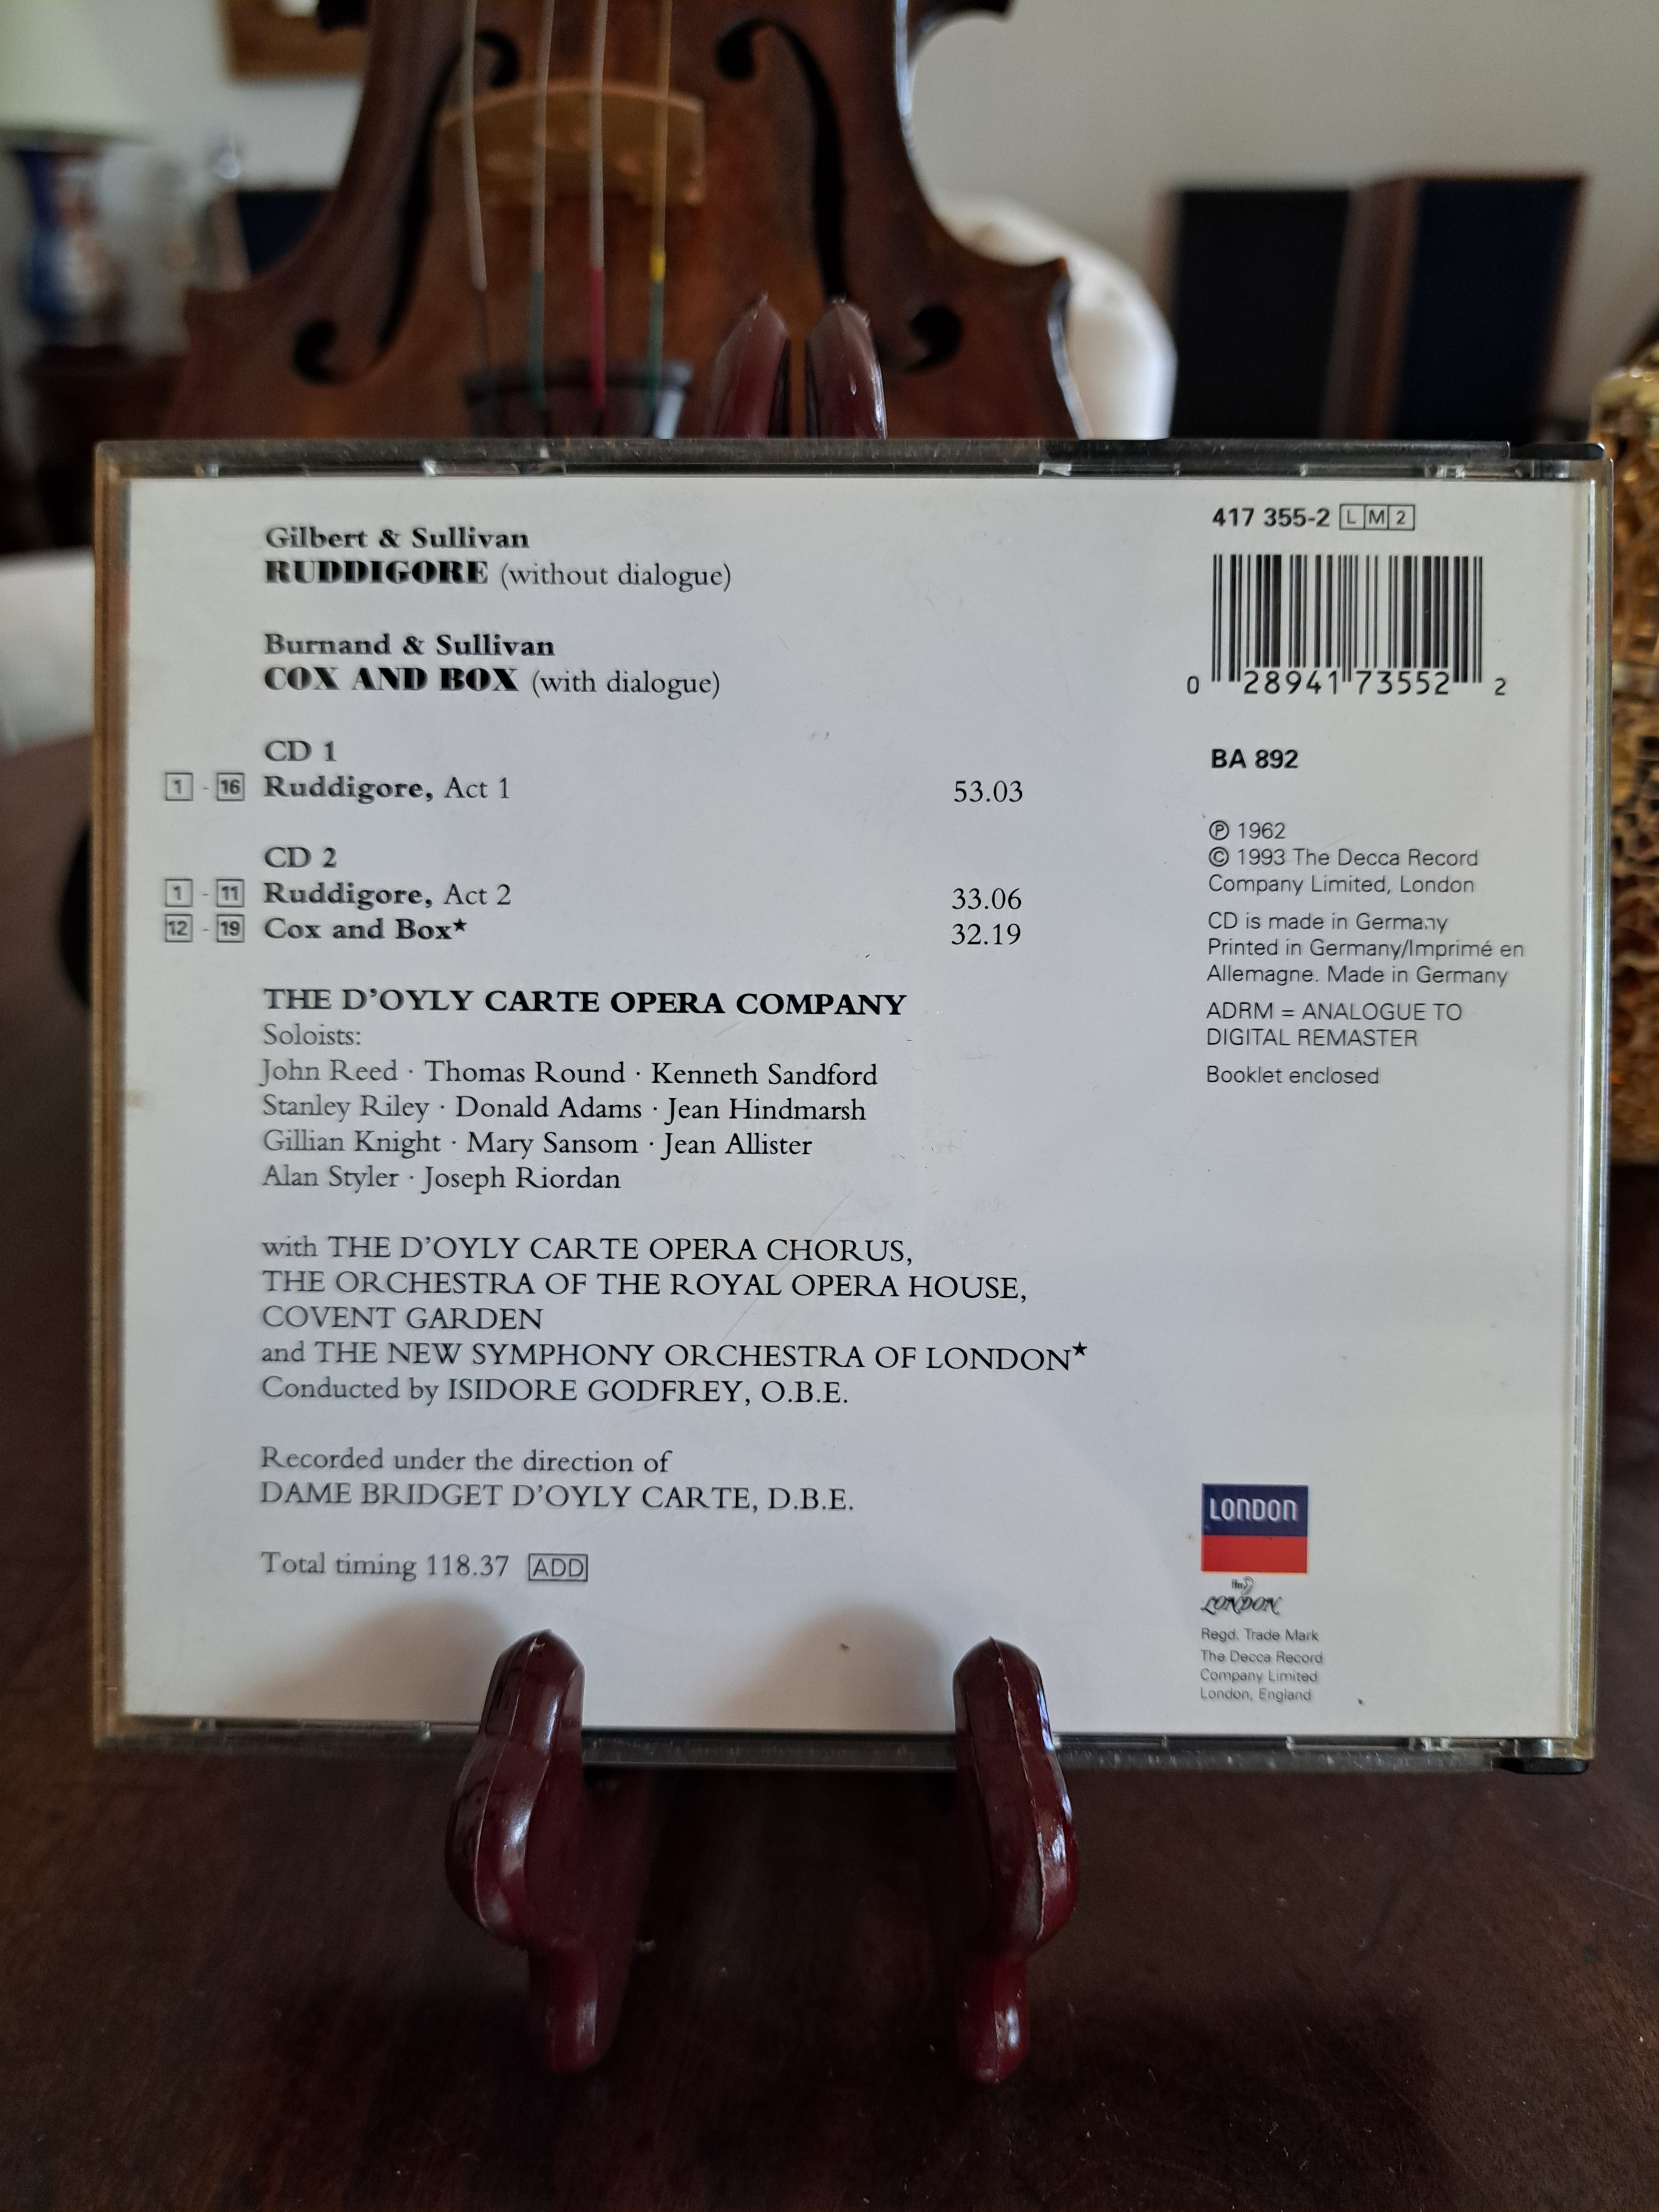 Gilbert & Sullivan
RUDDIGORE (without dialogue)
Burnand & Sullivan
COX AND BOX (with dialogue)
CD 1
1 - 16 Ruddigore, Act 1 53.03
CD 2
1 - 11 Ruddigore, Act 2 33.06
12 - 19 Cox and Box★ 32.19
THE D'OYLY CARTE OPERA COMPANY
Soloists:
John Reed · Thomas Round · Kenneth Sandford
Stanley Riley · Donald Adams · Jean Hindmarsh
Gillian Knight · Mary Sansom · Jean Allister
Alan Styler · Joseph Riordan
with THE D'OYLY CARTE OPERA CHORUS,
THE ORCHESTRA OF THE ROYAL OPERA HOUSE,
COVENT GARDEN
and THE NEW SYMPHONY ORCHESTRA OF LONDON★
Conducted by ISIDORE GODFREY, O.B.E.
Recorded under the direction of
DAME BRIDGET D'OYLY CARTE, D.B.E.
Total timing 118.37 ADD
417 355-2 LM2
0 28941 73552 2
BA 892
℗ 1962
© 1993 The Decca Record
Company Limited, London
CD is made in Germany
Printed in Germany/Imprimé en
Allemagne. Made in Germany
ADRM = ANALOGUE TO
DIGITAL REMASTER
Booklet enclosed
LONDON
LONDON
Regd. Trade Mark
The Decca Record
Company Limited
London, England